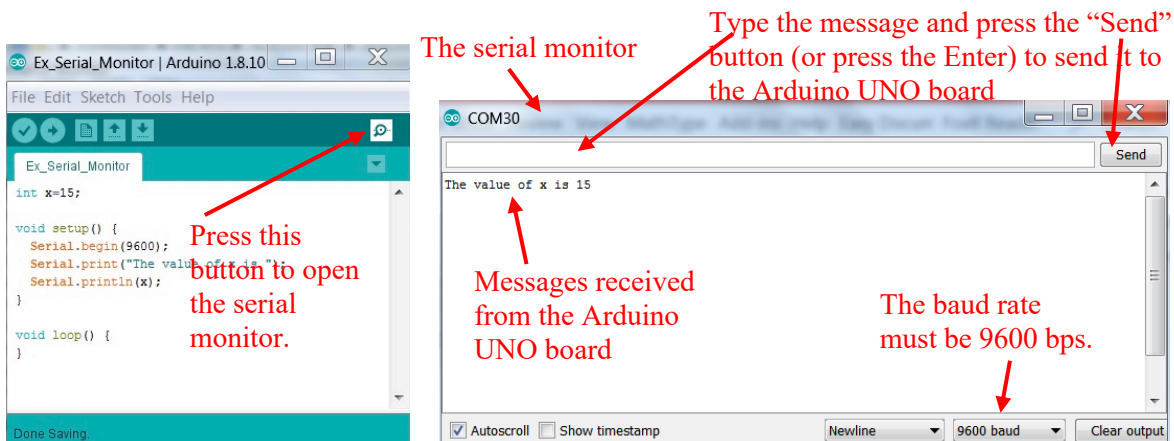 Ex_Serial_Monitor | Arduino 1.8.10
File Edit Sketch Tools Help
Ex_Serial_Monitor
int x=15;
void setup() {
Serial.begin(9600);
Serial.print("The value of x is ");
Serial.println(x);
}
void loop() {
}
Done Saving.
Press this
button to open
the serial
monitor.
The serial monitor
Type the message and press the “Send”
button (or press the Enter) to send it to
the Arduino UNO board
COM30
Send
The value of x is 15
Messages received
from the Arduino
UNO board
The baud rate
must be 9600 bps.
Autoscroll Show timestamp Newline 9600 baud Clear output